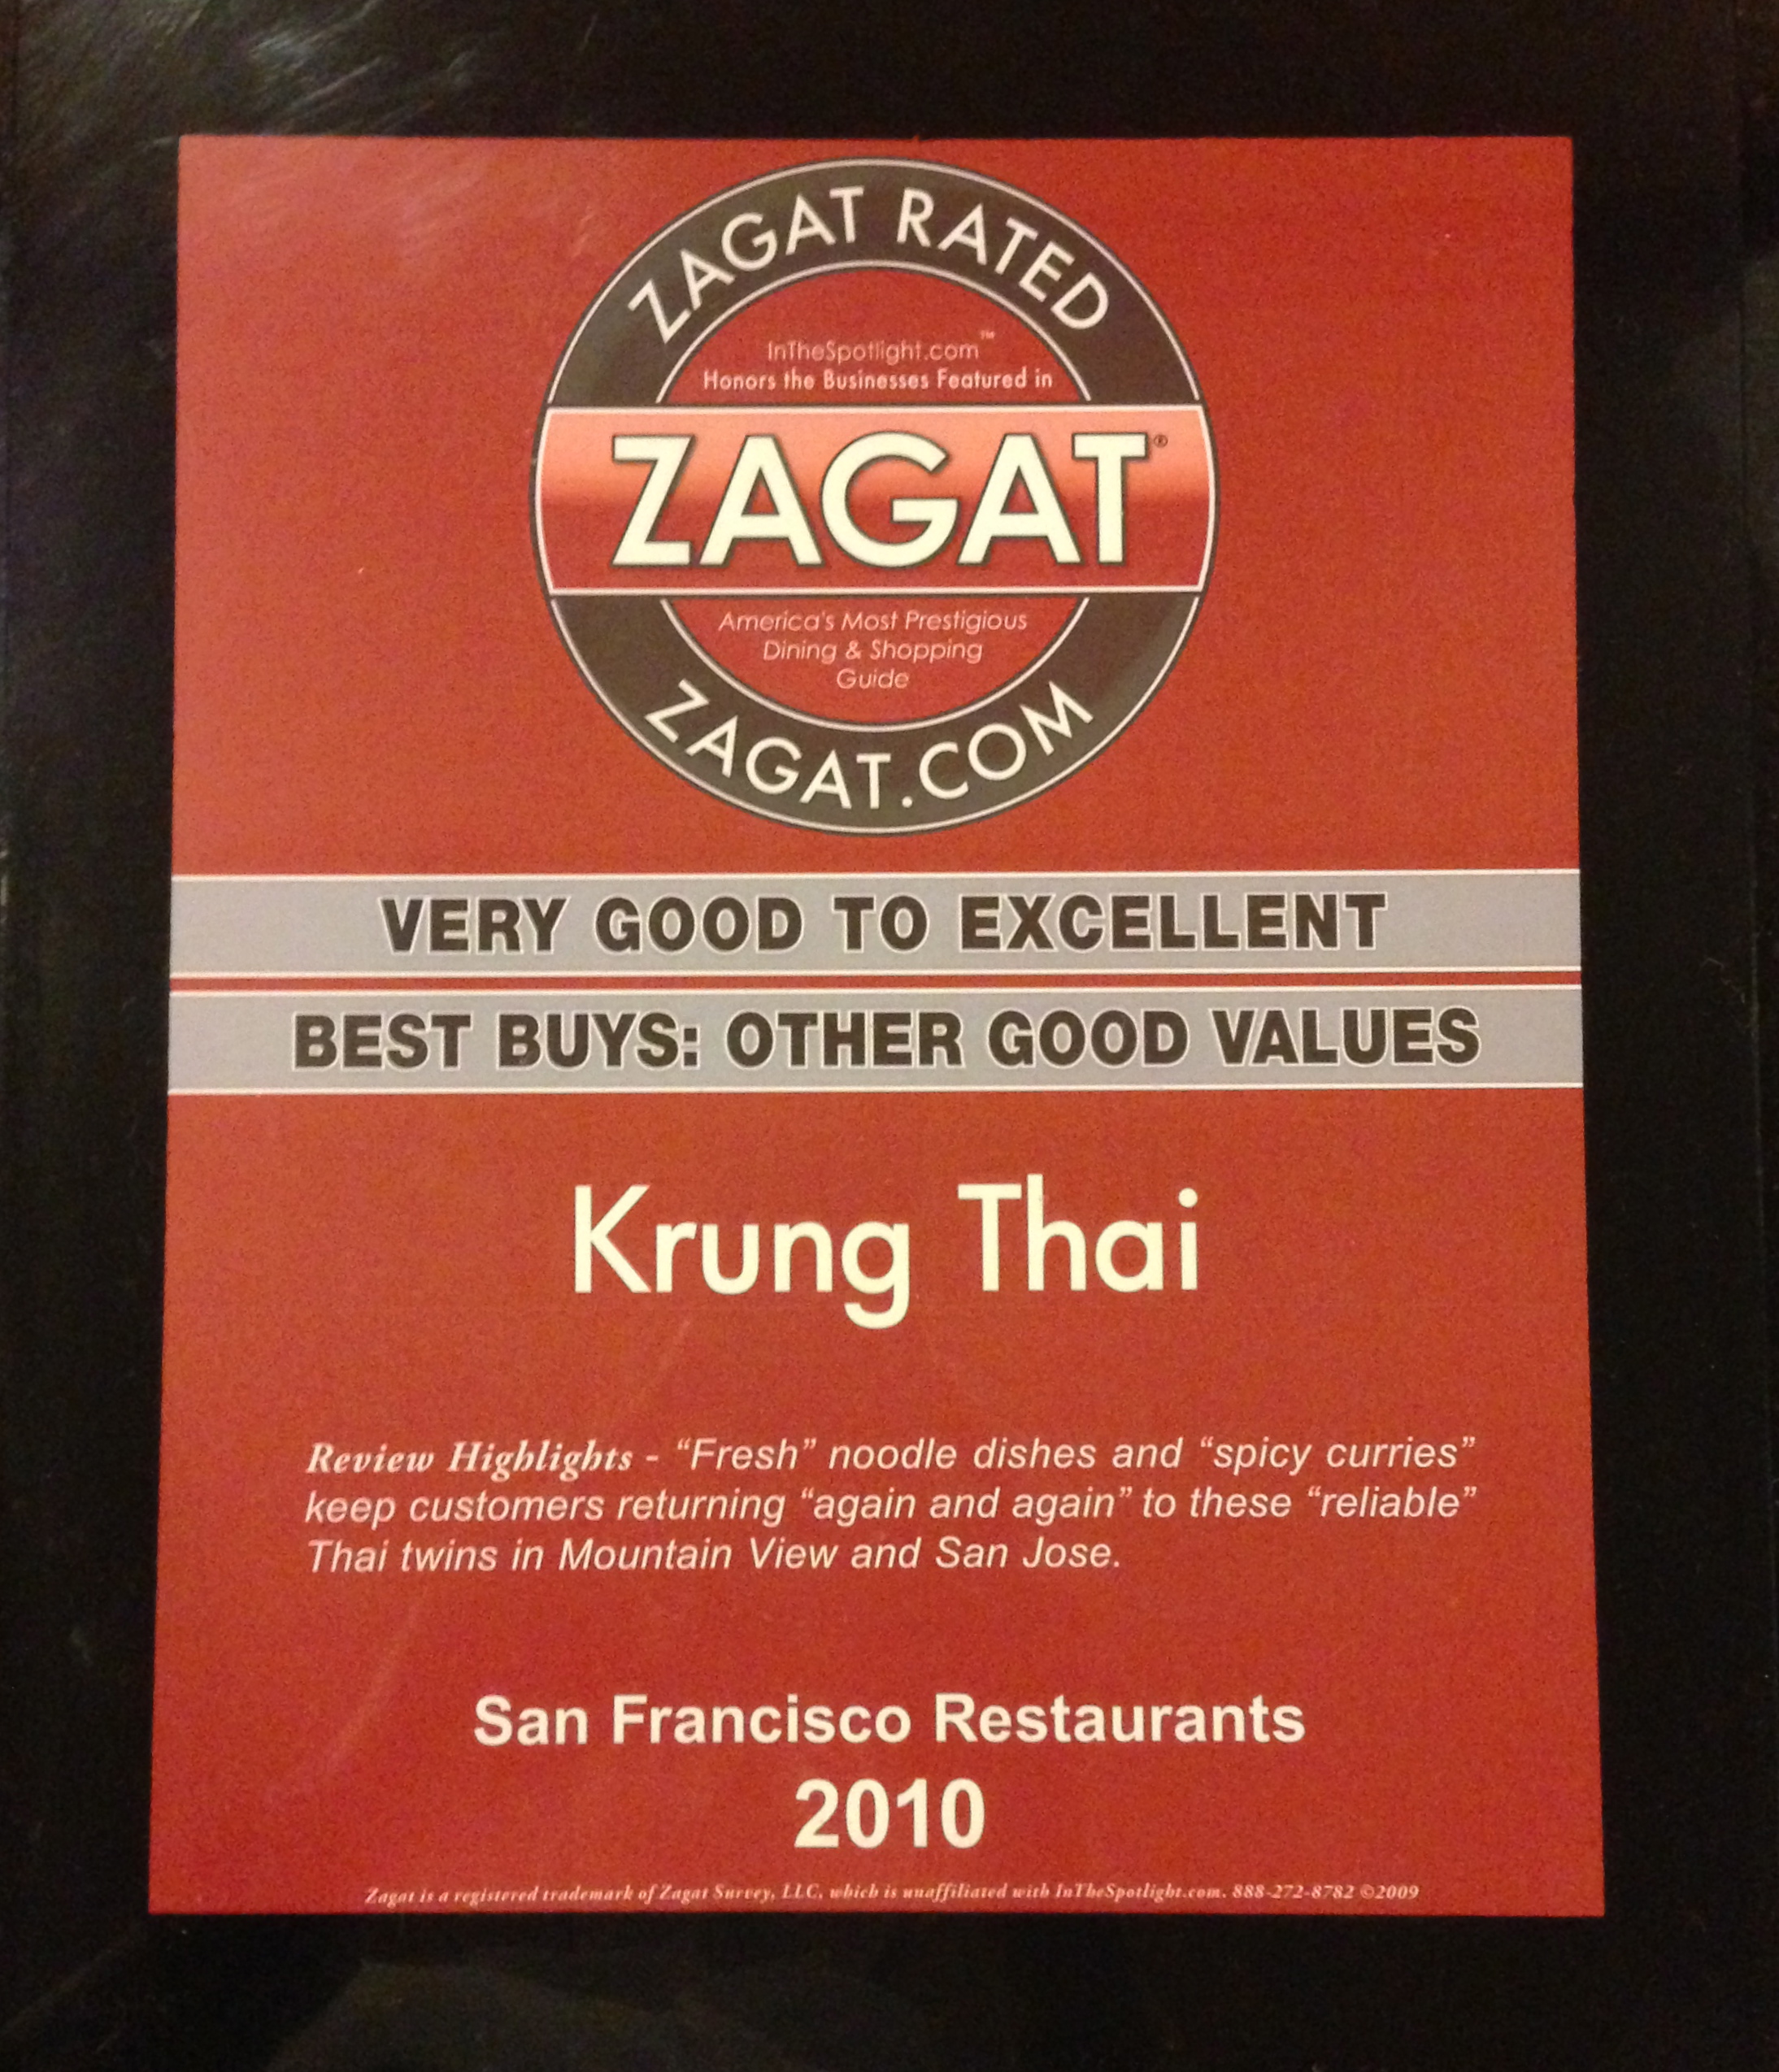 ZAGAT RATED
InTheSpotlight.com™
Honors the Businesses Featured in
ZAGAT®
America's Most Prestigious
Dining & Shopping
Guide
ZAGAT.COM
VERY GOOD TO EXCELLENT
BEST BUYS: OTHER GOOD VALUES
Krung Thai
Review Highlights - “Fresh” noodle dishes and “spicy curries”
keep customers returning “again and again” to these “reliable”
Thai twins in Mountain View and San Jose.
San Francisco Restaurants
2010
Zagat is a registered trademark of Zagat Survey, LLC, which is unaffiliated with InTheSpotlight.com. 888-272-8782 ©2009